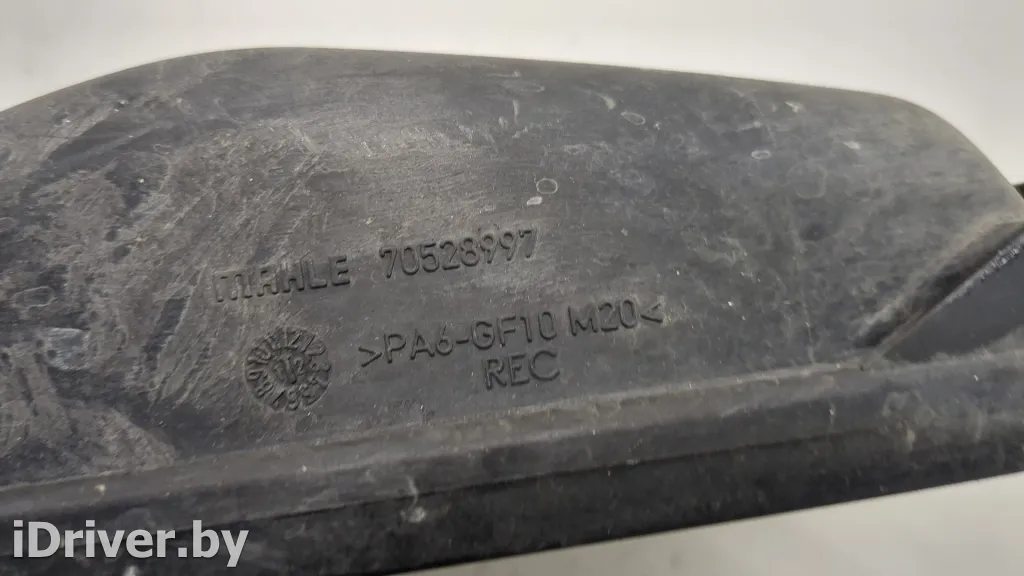 MAHLE 70528997
>PA6-GF10 M20<
REC
iDriver.by